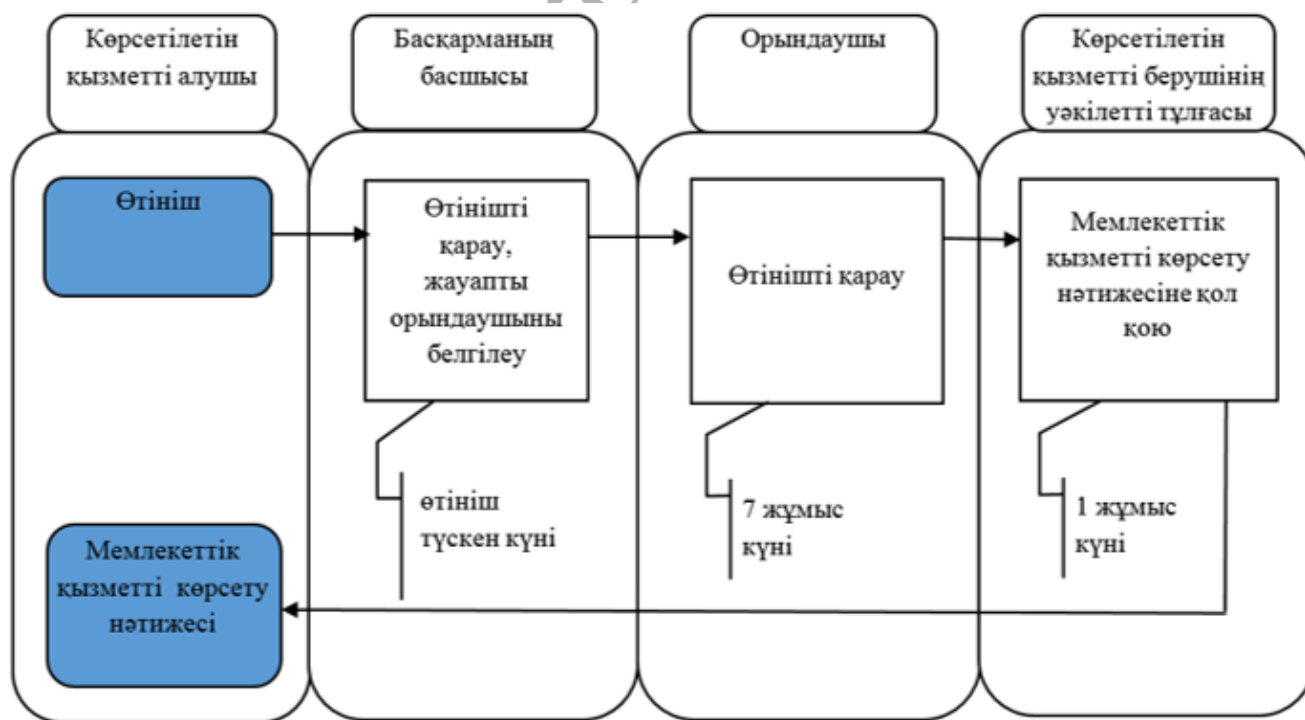 Көрсетілетін
қызметті алушы
Басқарманың
басшысы
Орындаушы
Көрсетілетін
қызметті берушінің
уәкілетті тұлғасы
Өтініш
Өтінішті
қарау,
жауапты
орындаушыны
белгілеу
Өтінішті қарау
Мемлекеттік
қызметті көрсету
нәтижесіне қол
қою
өтініш
түскен күні
7 жұмыс
күні
1 жұмыс
күні
Мемлекеттік
қызметті көрсету
нәтижесі